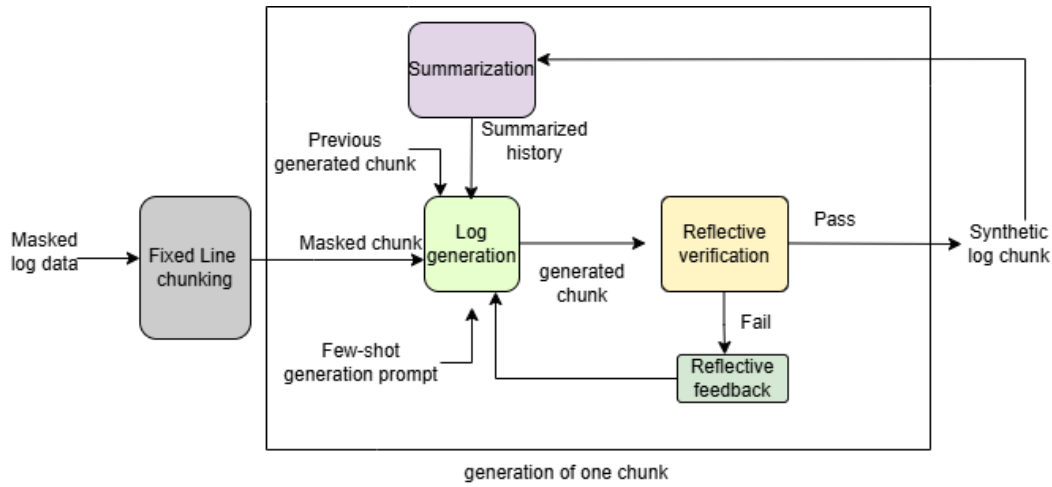 Summarization
Summarized
history
Previous
generated chunk
Masked
log data
Fixed Line
chunking
Masked chunk
Log
generation
generated
chunk
Reflective
verification
Pass
Synthetic
log chunk
Fail
Few-shot
generation prompt
Reflective
feedback
generation of one chunk